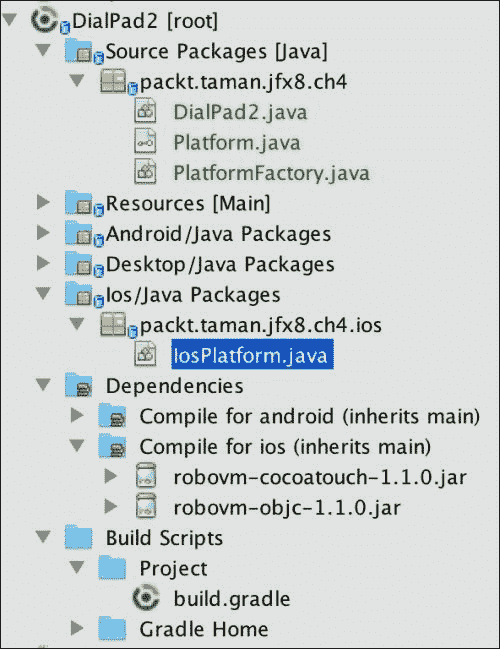 DialPad2 [root]
Source Packages [Java]
packt.taman.jfx8.ch4
DialPad2.java
Platform.java
PlatformFactory.java
Resources [Main]
Android/Java Packages
Desktop/Java Packages
Ios/Java Packages
packt.taman.jfx8.ch4.ios
IosPlatform.java
Dependencies
Compile for android (inherits main)
Compile for ios (inherits main)
robovm-cocoatouch-1.1.0.jar
robovm-objc-1.1.0.jar
Build Scripts
Project
build.gradle
Gradle Home